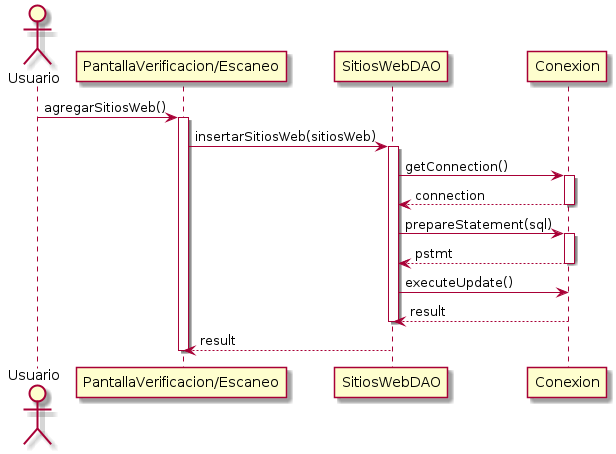 Usuario
PantallaVerificacion/Escaneo
SitiosWebDAO
Conexion
agregarSitiosWeb()
insertarSitiosWeb(sitiosWeb)
getConnection()
connection
prepareStatement(sql)
pstmt
executeUpdate()
result
result
Usuario
PantallaVerificacion/Escaneo
SitiosWebDAO
Conexion